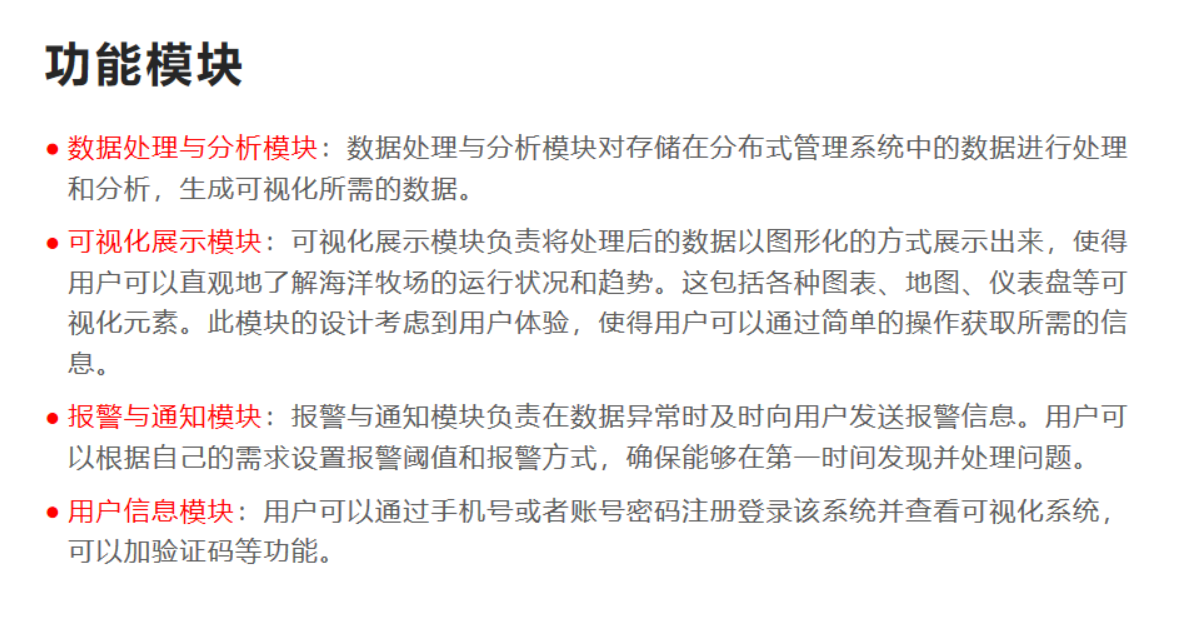 功能模块
● 数据处理与分析模块：数据处理与分析模块对存储在分布式管理系统中的数据进行处理
和分析，生成可视化所需的数据。
● 可视化展示模块：可视化展示模块负责将处理后的数据以图形化的方式展示出来，使得
用户可以直观地了解海洋牧场的运行状况和趋势。这包括各种图表、地图、仪表盘等可
视化元素。此模块的设计考虑到用户体验，使得用户可以通过简单的操作获取所需的信
息。
● 报警与通知模块：报警与通知模块负责在数据异常时及时向用户发送报警信息。用户可
以根据自己的需求设置报警阈值和报警方式，确保能够在第一时间发现并处理问题。
● 用户信息模块：用户可以通过手机号或者账号密码注册登录该系统并查看可视化系统，
可以加验证码等功能。